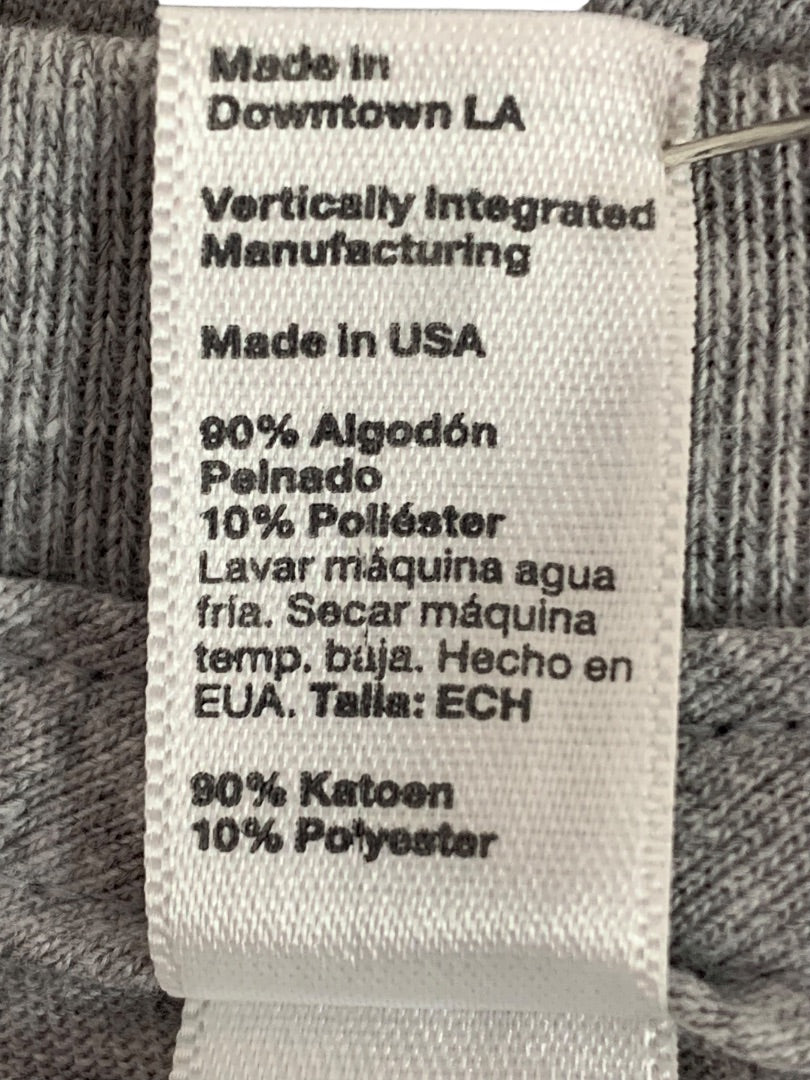 Made in
Downtown LA
Vertically Integrated
Manufacturing
Made in USA
90% Algodón
Peinado
10% Poliéster
Lavar máquina agua
fría. Secar máquina
temp. baja. Hecho en
EUA. Talla: ECH
90% Katoen
10% Polyester